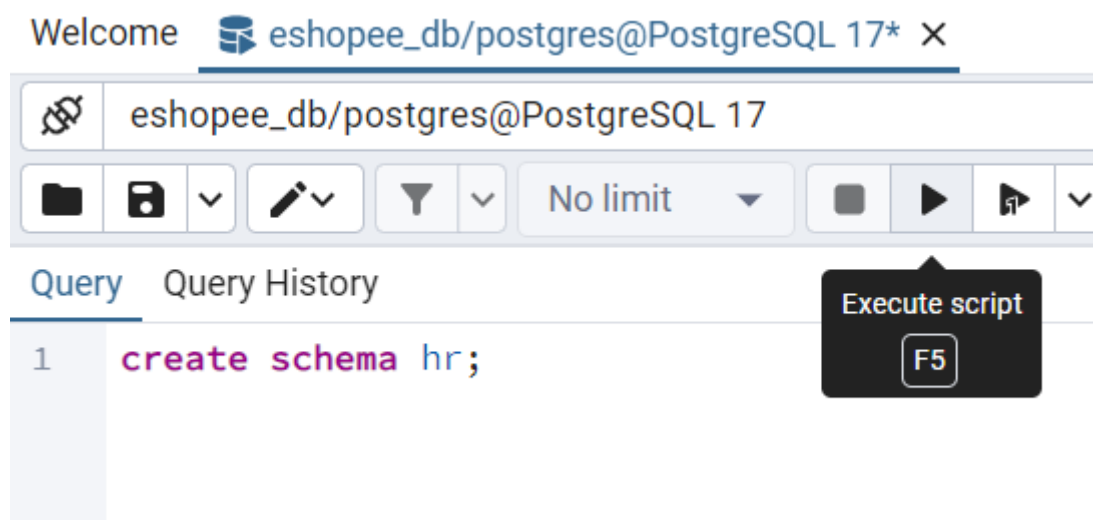 Welcome eshopee_db/postgres@PostgreSQL 17*
eshopee_db/postgres@PostgreSQL 17
No limit
Query Query History
Execute script
F5
1 create schema hr;